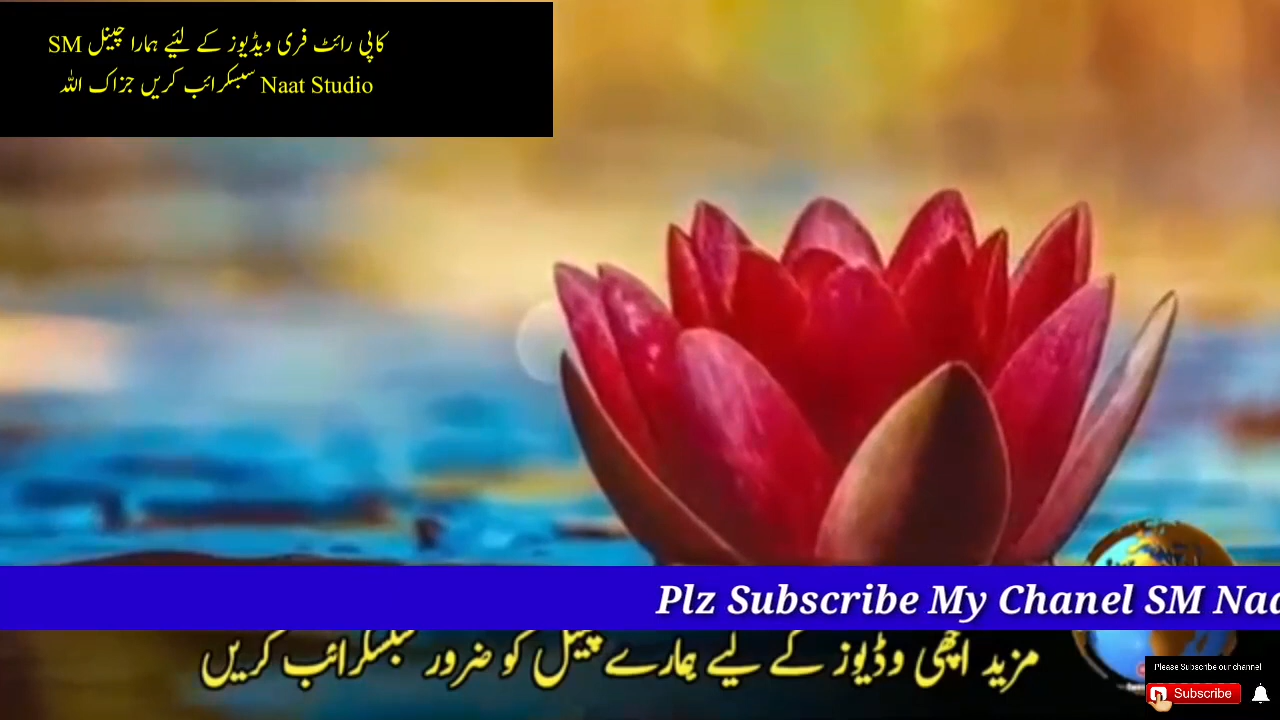 کاپی رائٹ فری ویڈیوز کے لئیے ہمارا چینل SM
Naat Studio سبسکرائب کریں جزاک اللہ
Plz Subscribe My Chanel SM Naa
مزید اچھی وڈیوز کے لیے ہمارے چینل کو ضرور سبسکرائب کریں
Please Subscribe our channel
Subscribe